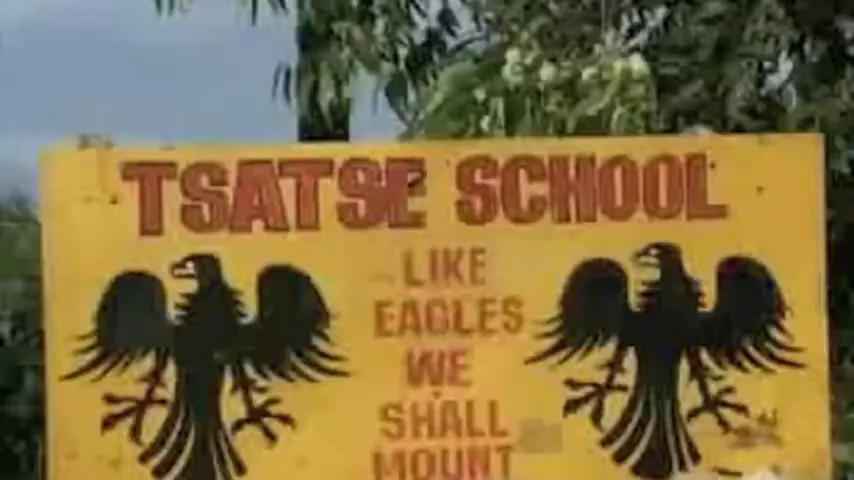 TSATSE SCHOOL
LIKE
EAGLES
WE
SHALL
MOUNT